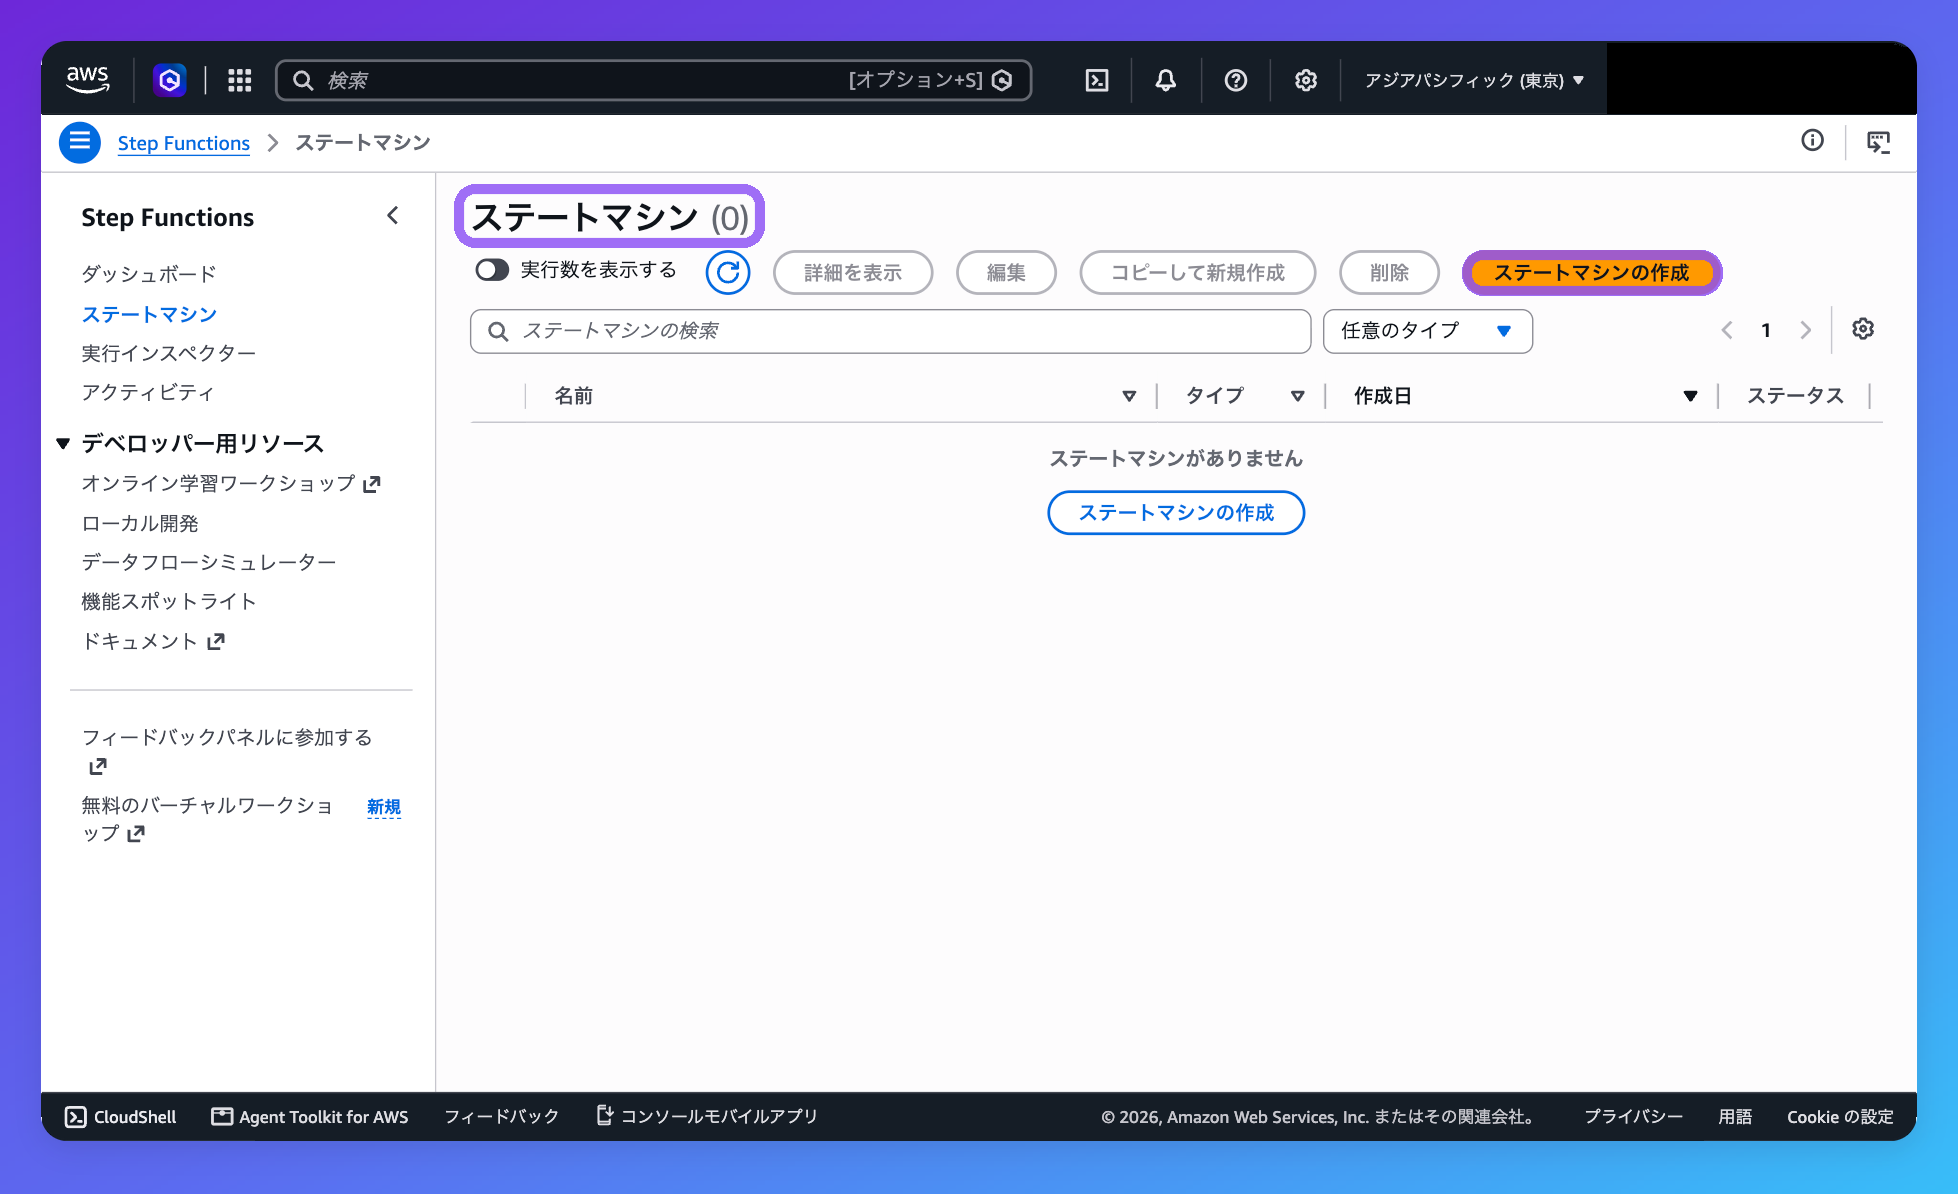 aws
検索 [オプション+S]
アジアパシフィック (東京) ▼
Step Functions > ステートマシン
Step Functions
ダッシュボード
ステートマシン
実行インスペクター
アクティビティ
▼ デベロッパー用リソース
オンライン学習ワークショップ
ローカル開発
データフローシミュレーター
機能スポットライト
ドキュメント
フィードバックパネルに参加する
無料のバーチャルワークショ 新規
ップ
ステートマシン (0)
実行数を表示する 詳細を表示 編集 コピーして新規作成 削除 ステートマシンの作成
ステートマシンの検索 任意のタイプ 1
名前 タイプ 作成日 ステータス
ステートマシンがありません
ステートマシンの作成
CloudShell Agent Toolkit for AWS フィードバック コンソールモバイルアプリ © 2026, Amazon Web Services, Inc. またはその関連会社。 プライバシー 用語 Cookie の設定